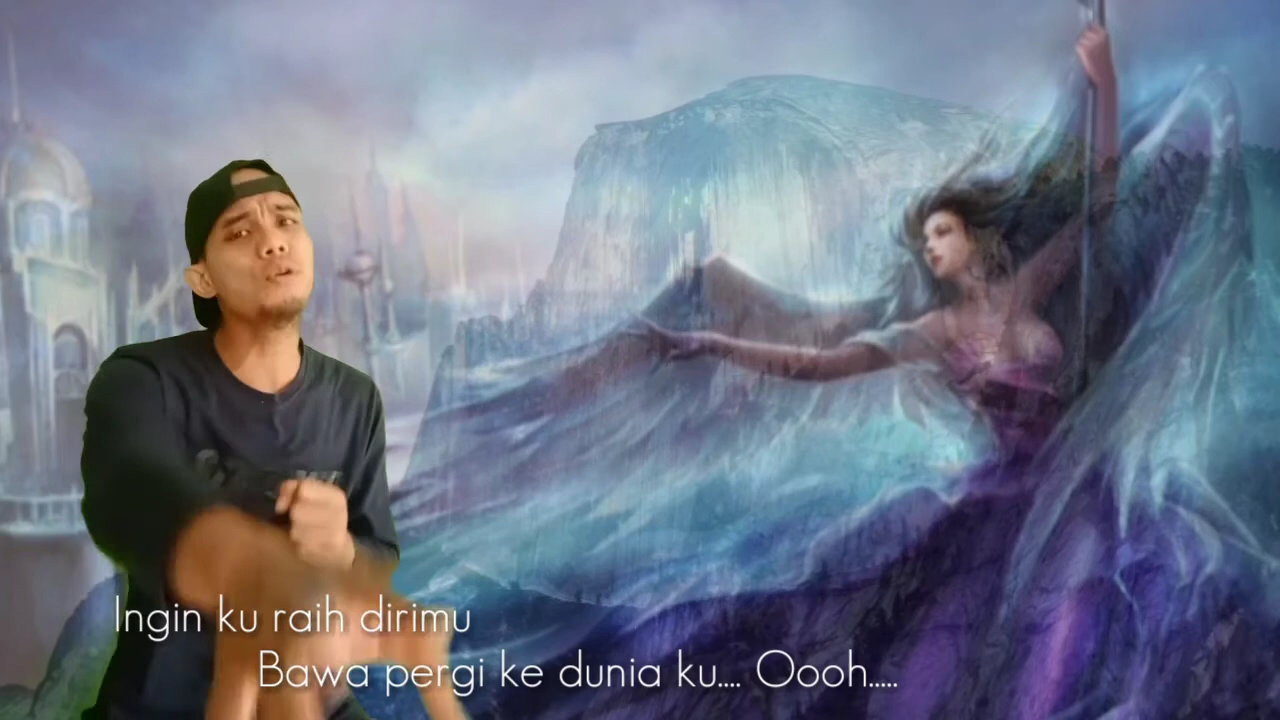 Ingin ku raih dirimu
Bawa pergi ke dunia ku.... Oooh.....